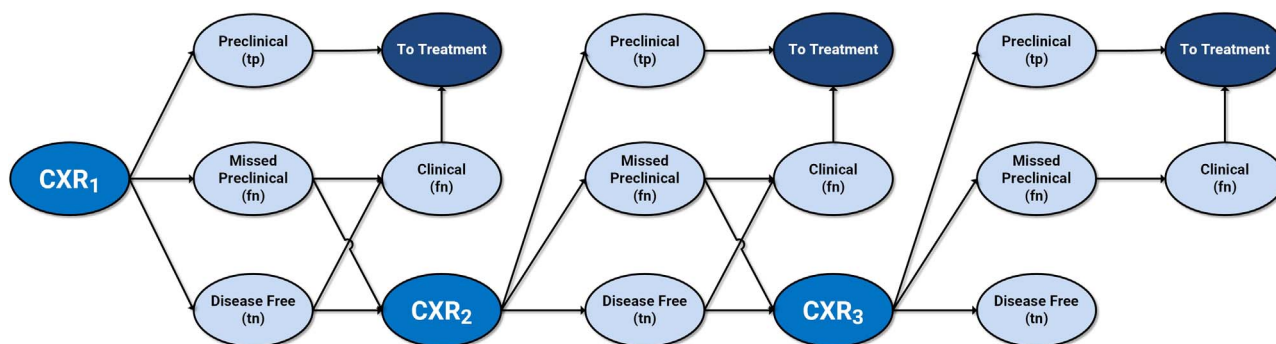 Preclinical
(tp)
To Treatment
Preclinical
(tp)
To Treatment
Preclinical
(tp)
To Treatment
CXR1
Missed
Preclinical
(fn)
Clinical
(fn)
Missed
Preclinical
(fn)
Clinical
(fn)
Missed
Preclinical
(fn)
Clinical
(fn)
Disease Free
(tn)
CXR2
Disease Free
(tn)
CXR3
Disease Free
(tn)